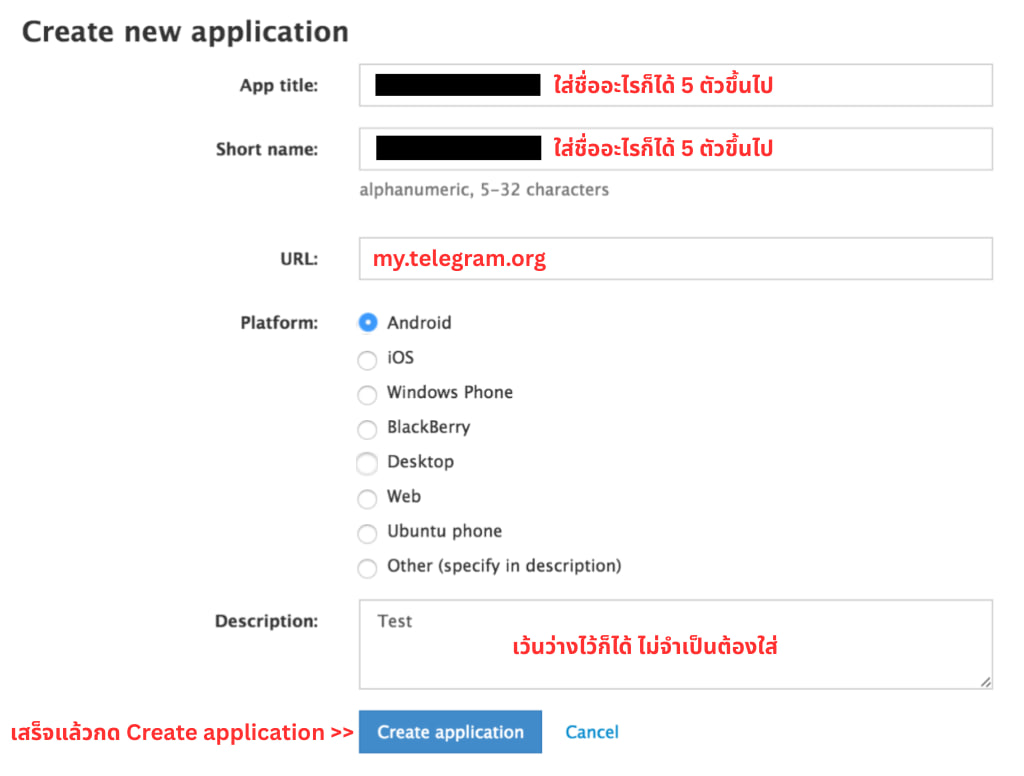 Create new application
App title: ใส่ชื่ออะไรก็ได้ 5 ตัวขึ้นไป
Short name: ใส่ชื่ออะไรก็ได้ 5 ตัวขึ้นไป
alphanumeric, 5-32 characters
URL: my.telegram.org
Platform: Android
iOS
Windows Phone
BlackBerry
Desktop
Web
Ubuntu phone
Other (specify in description)
Description: Test
เว้นว่างไว้ก็ได้ ไม่จำเป็นต้องใส่
เสร็จแล้วกด Create application >> Create application Cancel